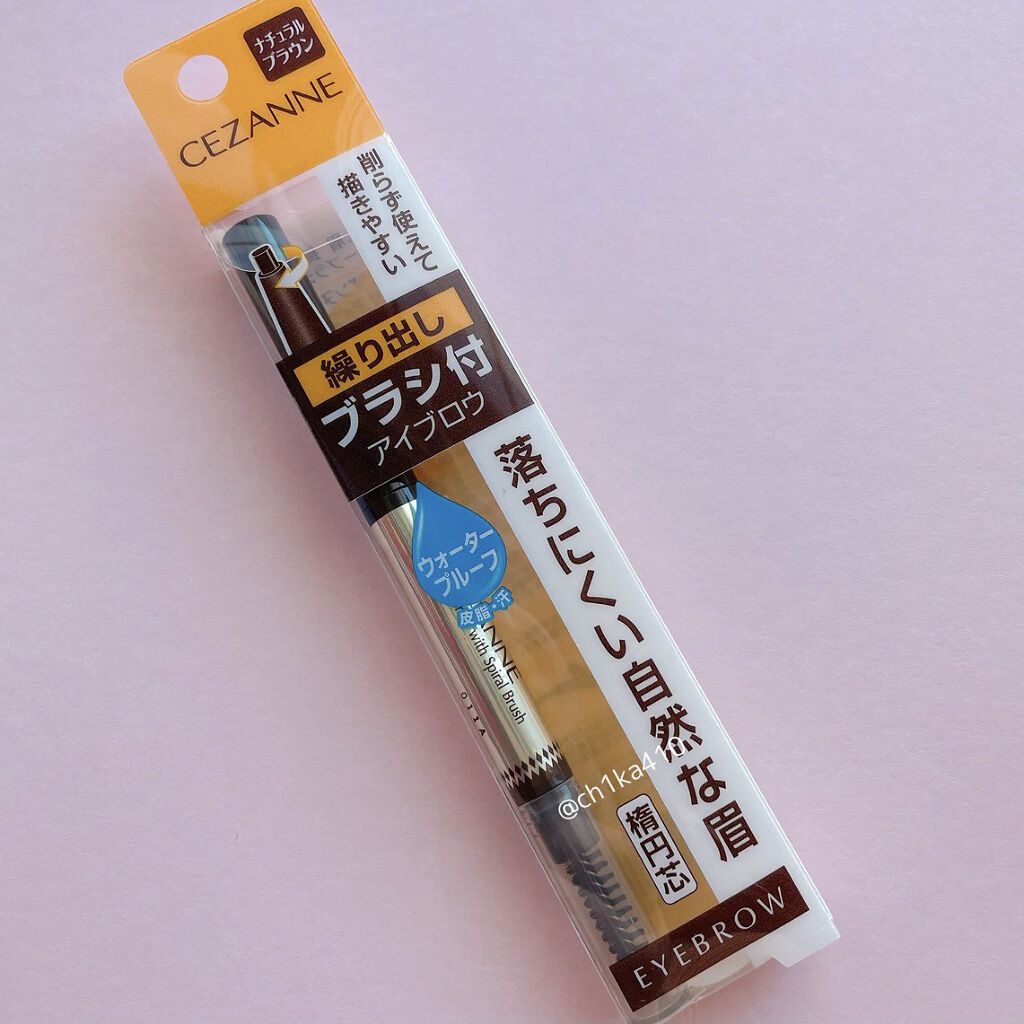 ナチュラル
ブラウン
CEZANNE
削らず使えて
描きやすい
繰り出し
ブラシ付
アイブロウ
ウォーター
プルーフ
皮脂・汗
落ちにくい自然な眉
with Spiral Brush
011A
@ch1ka410
楕円芯
EYEBROW